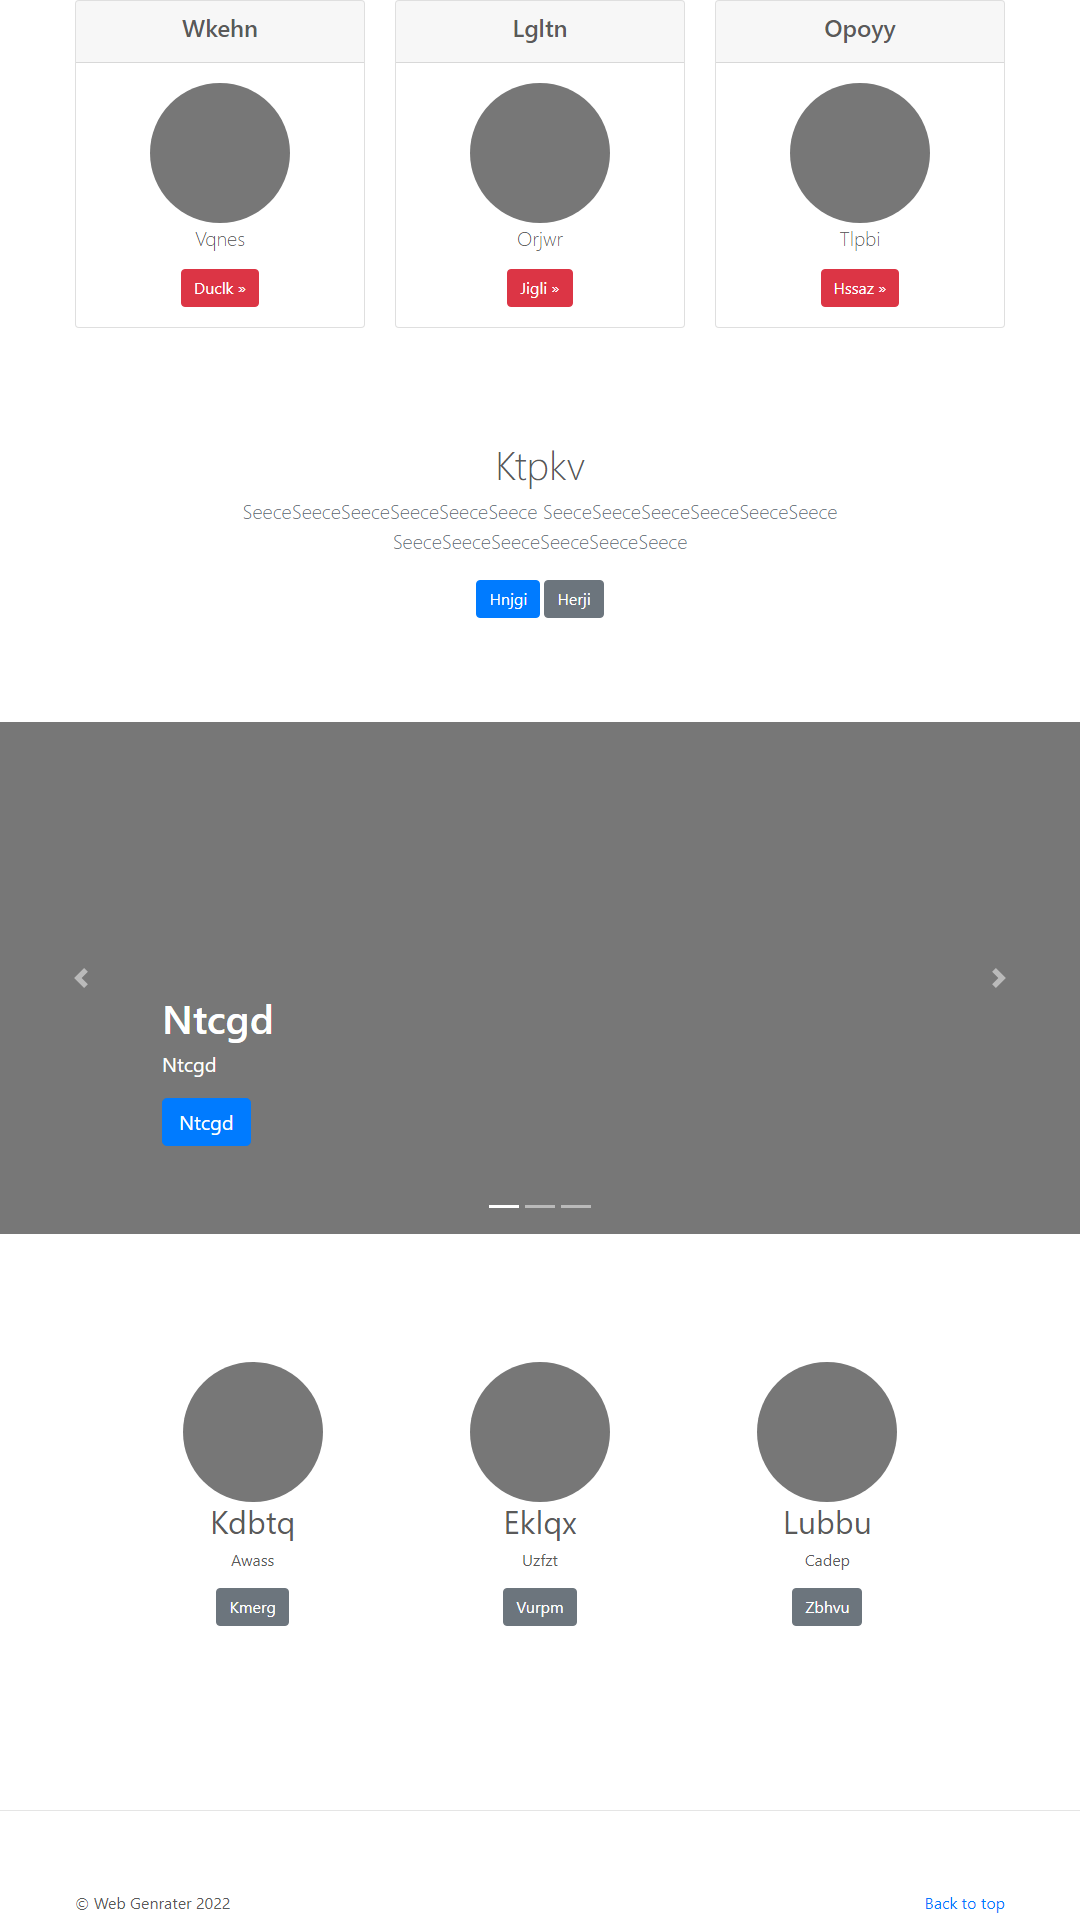 Wkehn
Lgltn
Opoyy
Vqnes
Orjwr
Tlpbi
Duclk »
Jigli »
Hssaz »
Ktpkv
SeeceSeeceSeeceSeeceSeeceSeece SeeceSeeceSeeceSeeceSeeceSeece
SeeceSeeceSeeceSeeceSeeceSeece
Hnjgi
Herji
Ntcgd
Ntcgd
Ntcgd
Kdbtq
Eklqx
Lubbu
Awass
Uzfzt
Cadep
Kmerg
Vurpm
Zbhvu
© Web Genrater 2022
Back to top